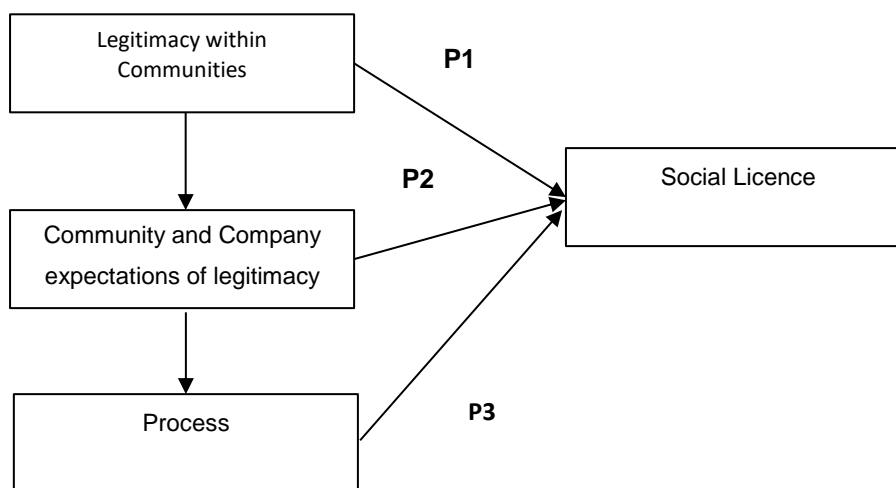 Legitimacy within
Communities
P1
P2
Social Licence
Community and Company
expectations of legitimacy
Process
P3